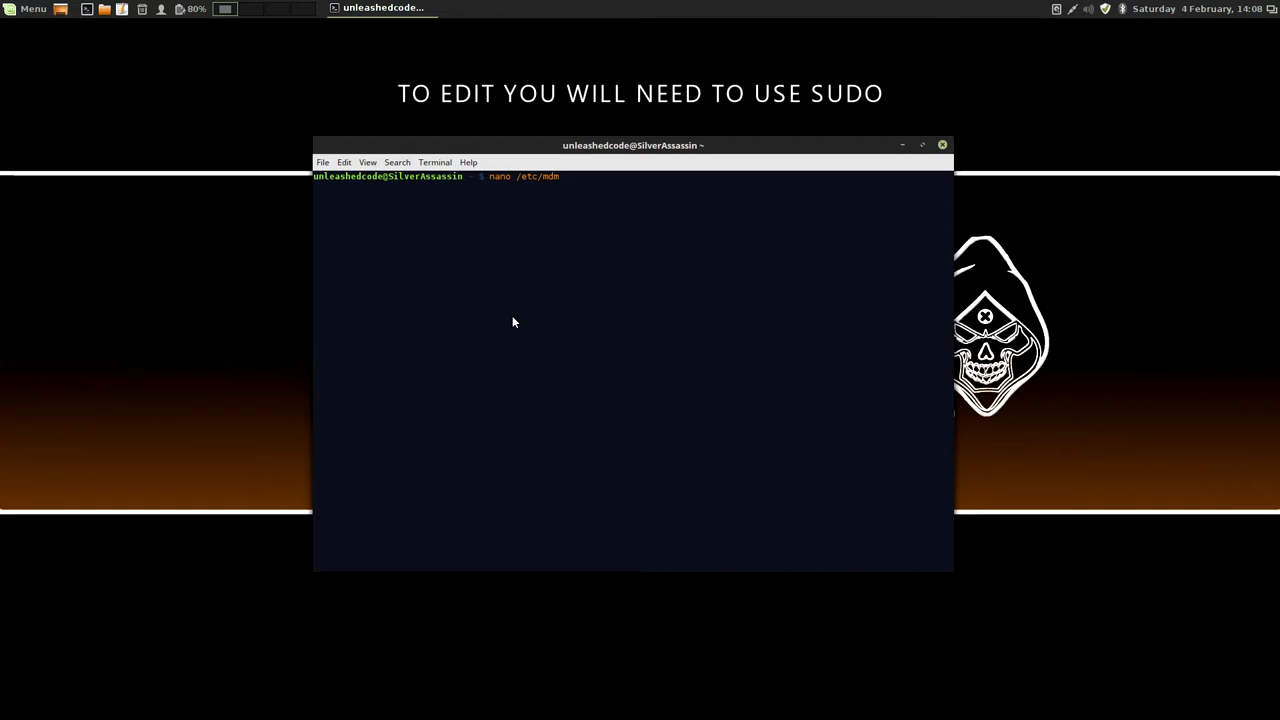 Menu
80%
unleashedcode...
Saturday 4 February, 14:08
TO EDIT YOU WILL NEED TO USE SUDO
unleashedcode@SilverAssassin ~
File Edit View Search Terminal Help
unleashedcode@SilverAssassin ~ $ nano /etc/mdm